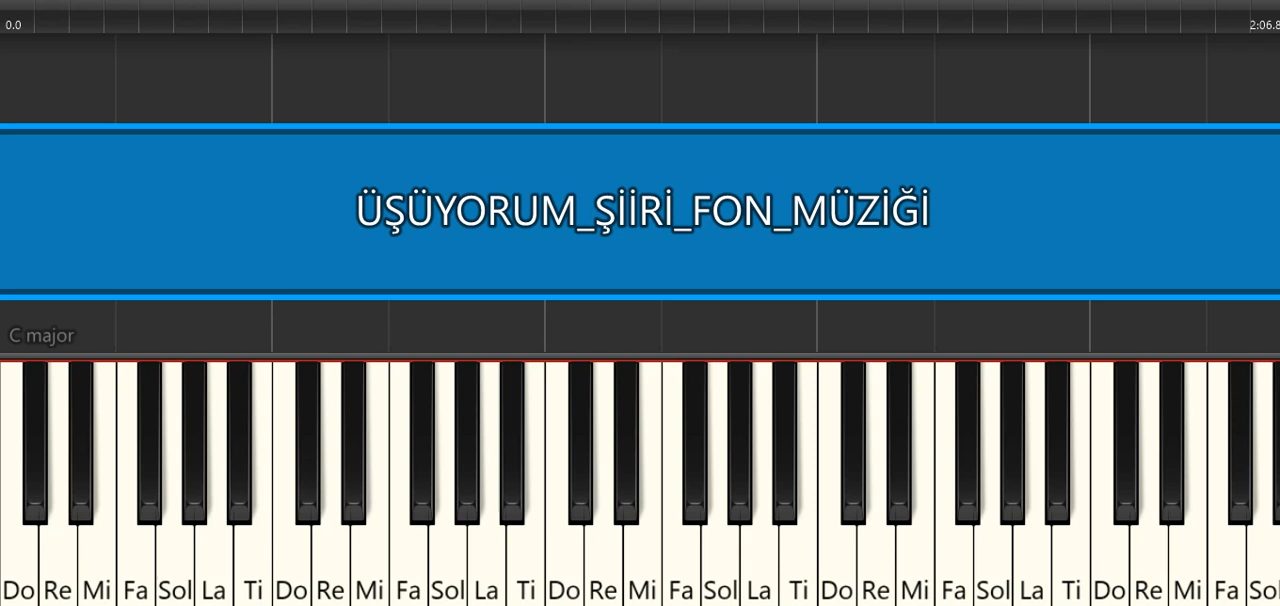 0.0 2:06.8
ÜŞÜYORUM_ŞİİRİ_FON_MÜZİĞİ
C major
Do Re Mi Fa Sol La Ti Do Re Mi Fa Sol La Ti Do Re Mi Fa Sol La Ti Do Re Mi Fa Sol La Ti Do Re Mi Fa So